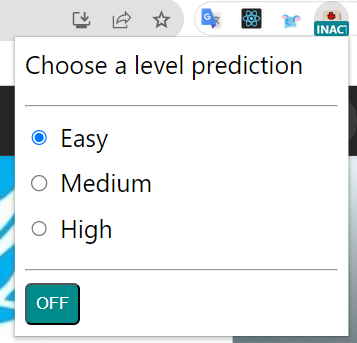 INAC
Choose a level prediction
Easy
Medium
High
OFF